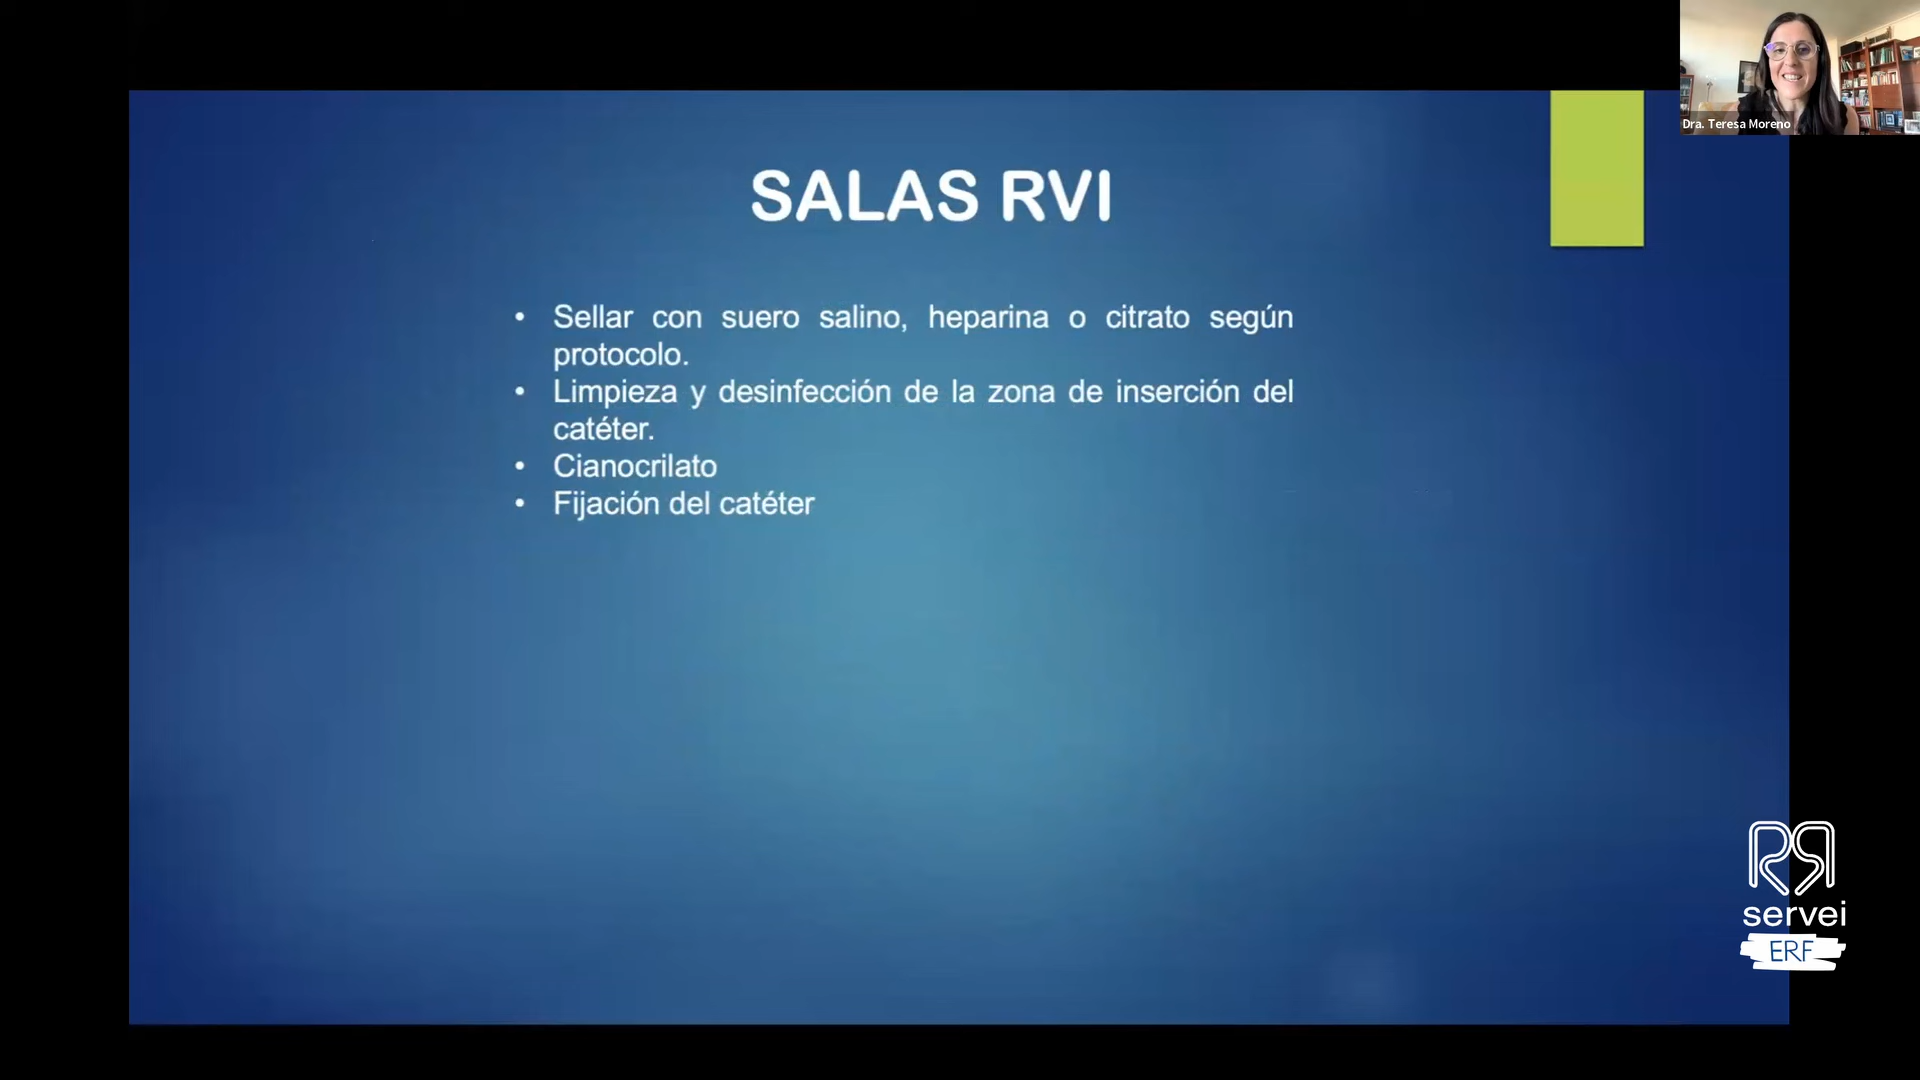 Dra. Teresa Moreno
SALAS RVI
• Sellar con suero salino, heparina o citrato según
protocolo.
• Limpieza y desinfección de la zona de inserción del
catéter.
• Cianocrilato
• Fijación del catéter
servei
ERF